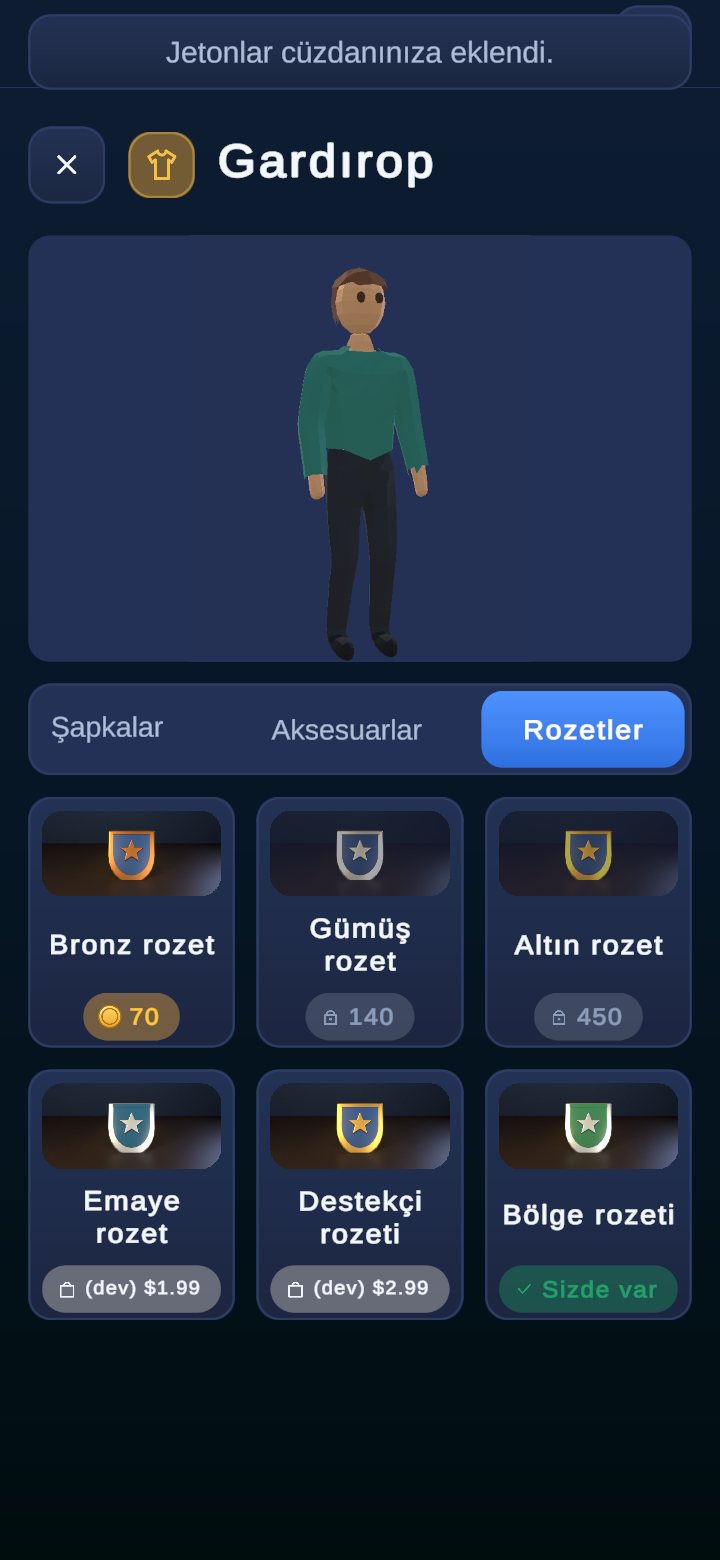 Jetonlar cüzdanınıza eklendi.
Gardırop
Şapkalar
Aksesuarlar
Rozetler
Bronz rozet
70
Gümüş
rozet
140
Altın rozet
450
Emaye
rozet
(dev) $1.99
Destekçi
rozeti
(dev) $2.99
Bölge rozeti
Sizde var